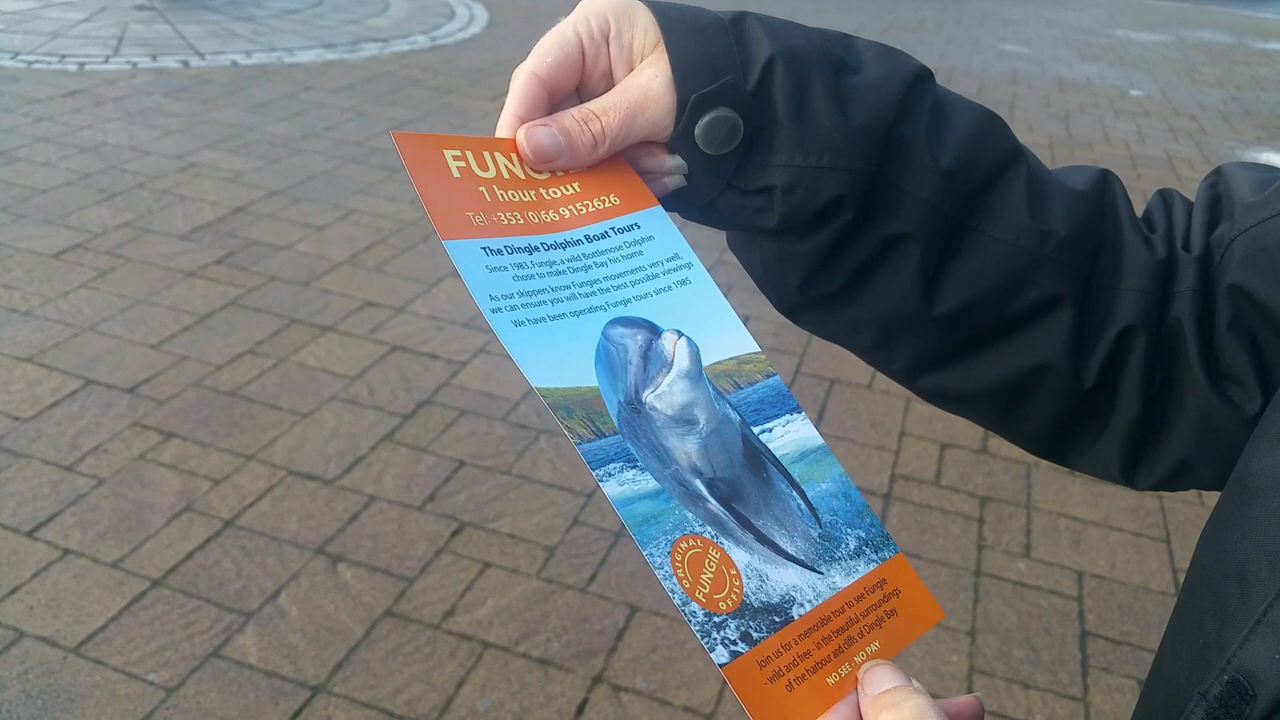 FUNGIE
1 hour tour
Tel: +353 (0)66 9152626
The Dingle Dolphin Boat Tours
Since 1983, Fungie, a wild Bottlenose Dolphin
chose to make Dingle Bay his home
As our skippers know Fungies movements very well,
we can ensure you will have the best possible viewings
We have been operating Fungie tours since 1985
ORIGINAL
FUNGIE
OFFICE
Join us for a memorable tour to see Fungie
- wild and free - in the beautiful surroundings
of the harbour and cliffs of Dingle Bay
NO SEE - NO PAY